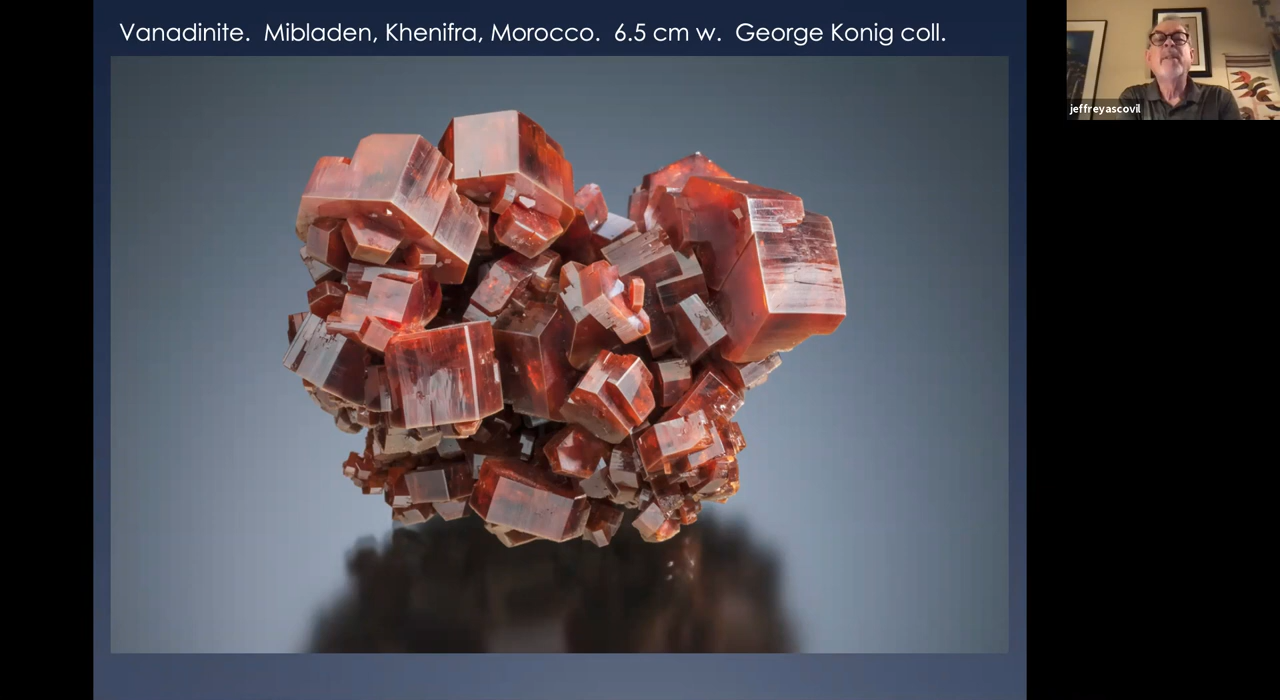 Vanadinite.  Mibladen, Khenifra, Morocco.  6.5 cm w.  George Konig coll.
jeffreyascovil